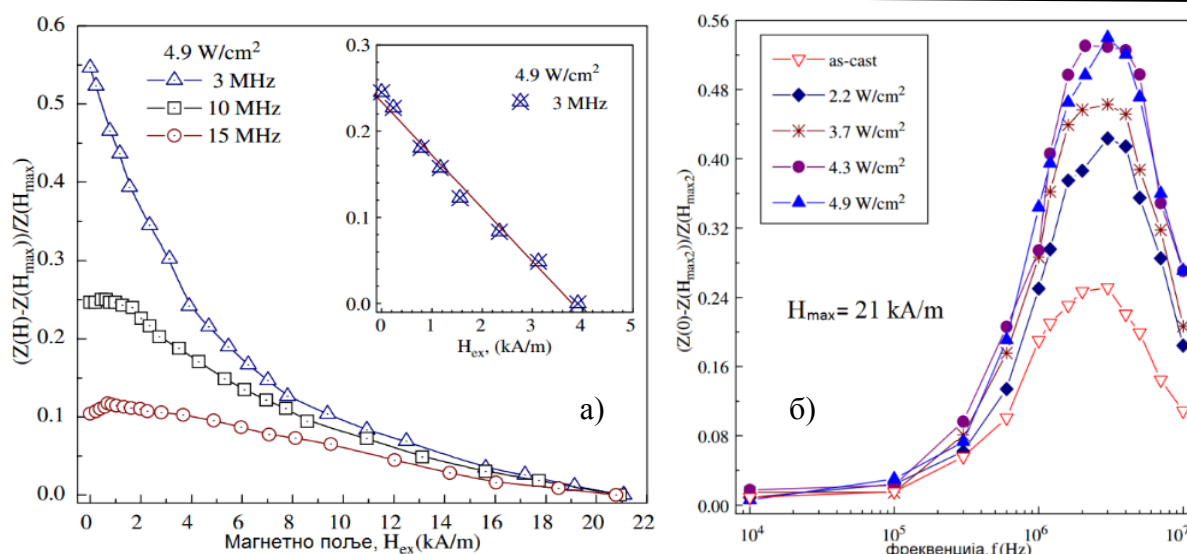 (Z(H)-Z(H_max))/Z(H_max)
0.6
0.5
0.4
0.3
0.2
0.1
0.0
4.9 W/cm²
3 MHz
10 MHz
15 MHz
0.3
0.2
0.1
0.0
4.9 W/cm²
3 MHz
0 1 2 3 4 5
H_ex, (kA/m)
а)
0 2 4 6 8 10 12 14 16 18 20 22
Магнетно поље, H_ex(kA/m)
(Z(0)-Z(H_max2))/Z(H_max2)
0.56
0.48
0.40
0.32
0.24
0.16
0.08
0.00
as-cast
2.2 W/cm²
3.7 W/cm²
4.3 W/cm²
4.9 W/cm²
H_max= 21 kA/m
б)
10⁴ 10⁵ 10⁶ 10⁷
фреквенција, f(Hz)